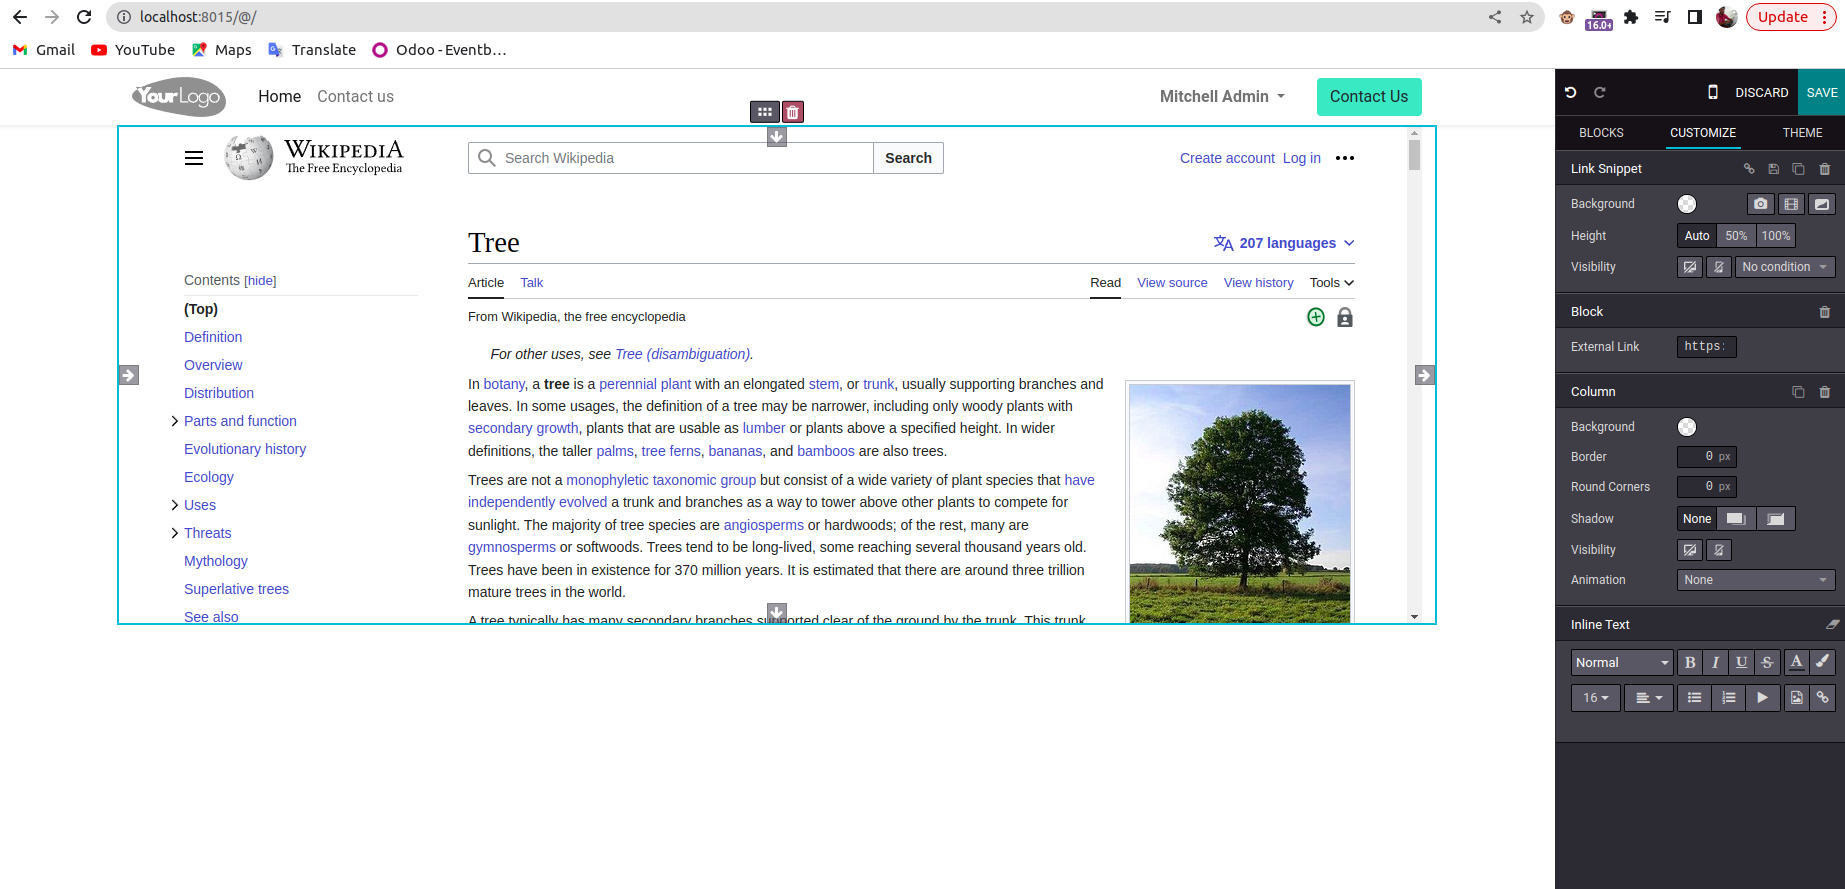 localhost:8015/@/
Update
16.0+
Gmail YouTube Maps Translate Odoo - Eventb…
YourLogo Home Contact us Mitchell Admin Contact Us
WIKIPEDIA
The Free Encyclopedia
Search Wikipedia Search
Create account Log in
Tree
207 languages
Contents [hide]
(Top)
Definition
Overview
Distribution
Parts and function
Evolutionary history
Ecology
Uses
Threats
Mythology
Superlative trees
See also
Article Talk Read View source View history Tools
From Wikipedia, the free encyclopedia
For other uses, see Tree (disambiguation).
In botany, a tree is a perennial plant with an elongated stem, or trunk, usually supporting branches and
leaves. In some usages, the definition of a tree may be narrower, including only woody plants with
secondary growth, plants that are usable as lumber or plants above a specified height. In wider
definitions, the taller palms, tree ferns, bananas, and bamboos are also trees.
Trees are not a monophyletic taxonomic group but consist of a wide variety of plant species that have
independently evolved a trunk and branches as a way to tower above other plants to compete for
sunlight. The majority of tree species are angiosperms or hardwoods; of the rest, many are
gymnosperms or softwoods. Trees tend to be long-lived, some reaching several thousand years old.
Trees have been in existence for 370 million years. It is estimated that there are around three trillion
mature trees in the world.
A tree typically has many secondary branches supported clear of the ground by the trunk. This trunk
DISCARD SAVE
BLOCKS CUSTOMIZE THEME
Link Snippet
Background
Height Auto 50% 100%
Visibility No condition
Block
External Link https:
Column
Background
Border 0 px
Round Corners 0 px
Shadow None
Visibility
Animation None
Inline Text
Normal B I U S A
16